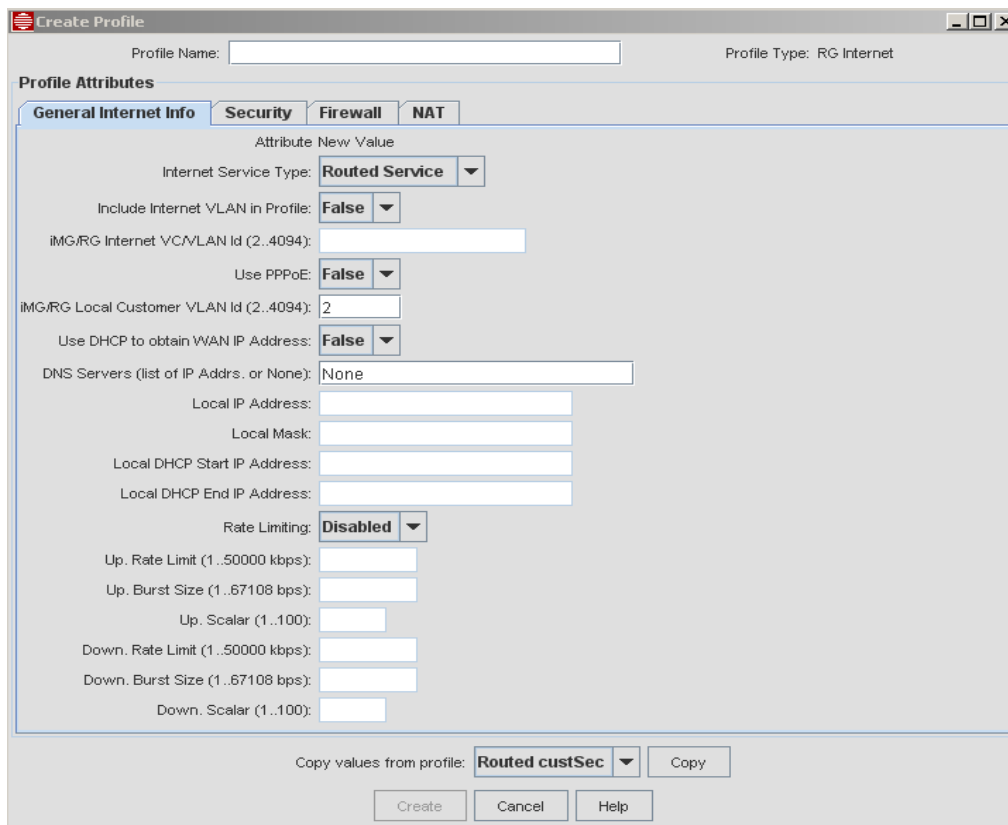 Create Profile
Profile Name: Profile Type: RG Internet
Profile Attributes
General Internet Info Security Firewall NAT
Attribute New Value
Internet Service Type: Routed Service
Include Internet VLAN in Profile: False
iMG/RG Internet VC/VLAN Id (2..4094):
Use PPPoE: False
iMG/RG Local Customer VLAN Id (2..4094): 2
Use DHCP to obtain WAN IP Address: False
DNS Servers (list of IP Addrs. or None): None
Local IP Address:
Local Mask:
Local DHCP Start IP Address:
Local DHCP End IP Address:
Rate Limiting: Disabled
Up. Rate Limit (1..50000 kbps):
Up. Burst Size (1..67108 bps):
Up. Scalar (1..100):
Down. Rate Limit (1..50000 kbps):
Down. Burst Size (1..67108 bps):
Down. Scalar (1..100):
Copy values from profile: Routed custSec Copy
Create Cancel Help